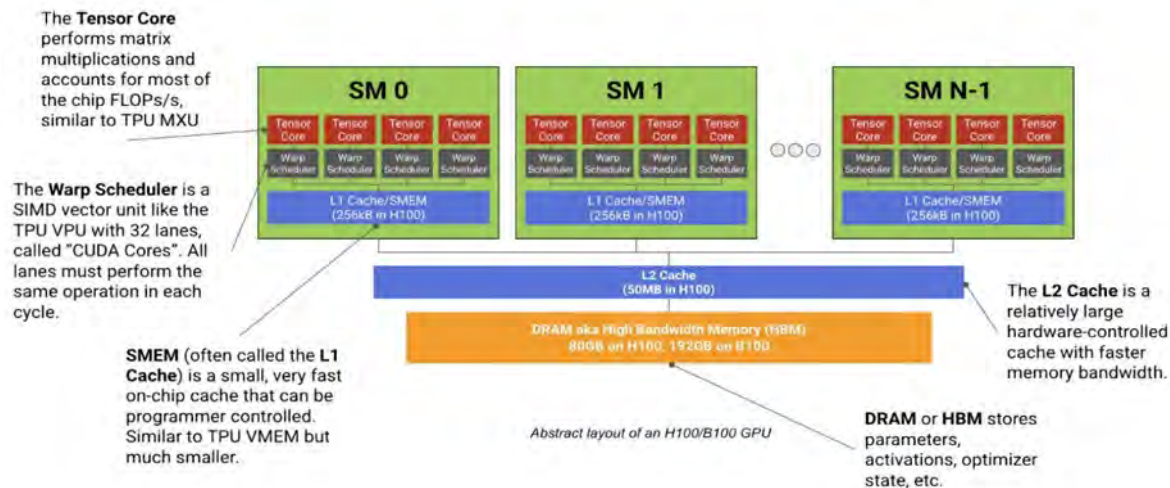 The Tensor Core
performs matrix
multiplications and
accounts for most of
the chip FLOPs/s,
similar to TPU MXU
SM 0
SM 1
SM N-1
Tensor Core
Tensor Core
Tensor Core
Tensor Core
Tensor Core
Tensor Core
Tensor Core
Tensor Core
Tensor Core
Tensor Core
Tensor Core
Tensor Core
Warp Scheduler
Warp Scheduler
Warp Scheduler
Warp Scheduler
Warp Scheduler
Warp Scheduler
Warp Scheduler
Warp Scheduler
Warp Scheduler
Warp Scheduler
Warp Scheduler
Warp Scheduler
L1 Cache/SMEM
(256kB in H100)
L1 Cache/SMEM
(256kB in H100)
L1 Cache/SMEM
(256kB in H100)
The Warp Scheduler is a
SIMD vector unit like the
TPU VPU with 32 lanes,
called "CUDA Cores". All
lanes must perform the
same operation in each
cycle.
L2 Cache
(50MB in H100)
The L2 Cache is a
relatively large
hardware-controlled
cache with faster
memory bandwidth.
DRAM aka High Bandwidth Memory (HBM)
80GB on H100, 192GB on B100
SMEM (often called the L1
Cache) is a small, very fast
on-chip cache that can be
programmer controlled.
Similar to TPU VMEM but
much smaller.
Abstract layout of an H100/B100 GPU
DRAM or HBM stores
parameters,
activations, optimizer
state, etc.